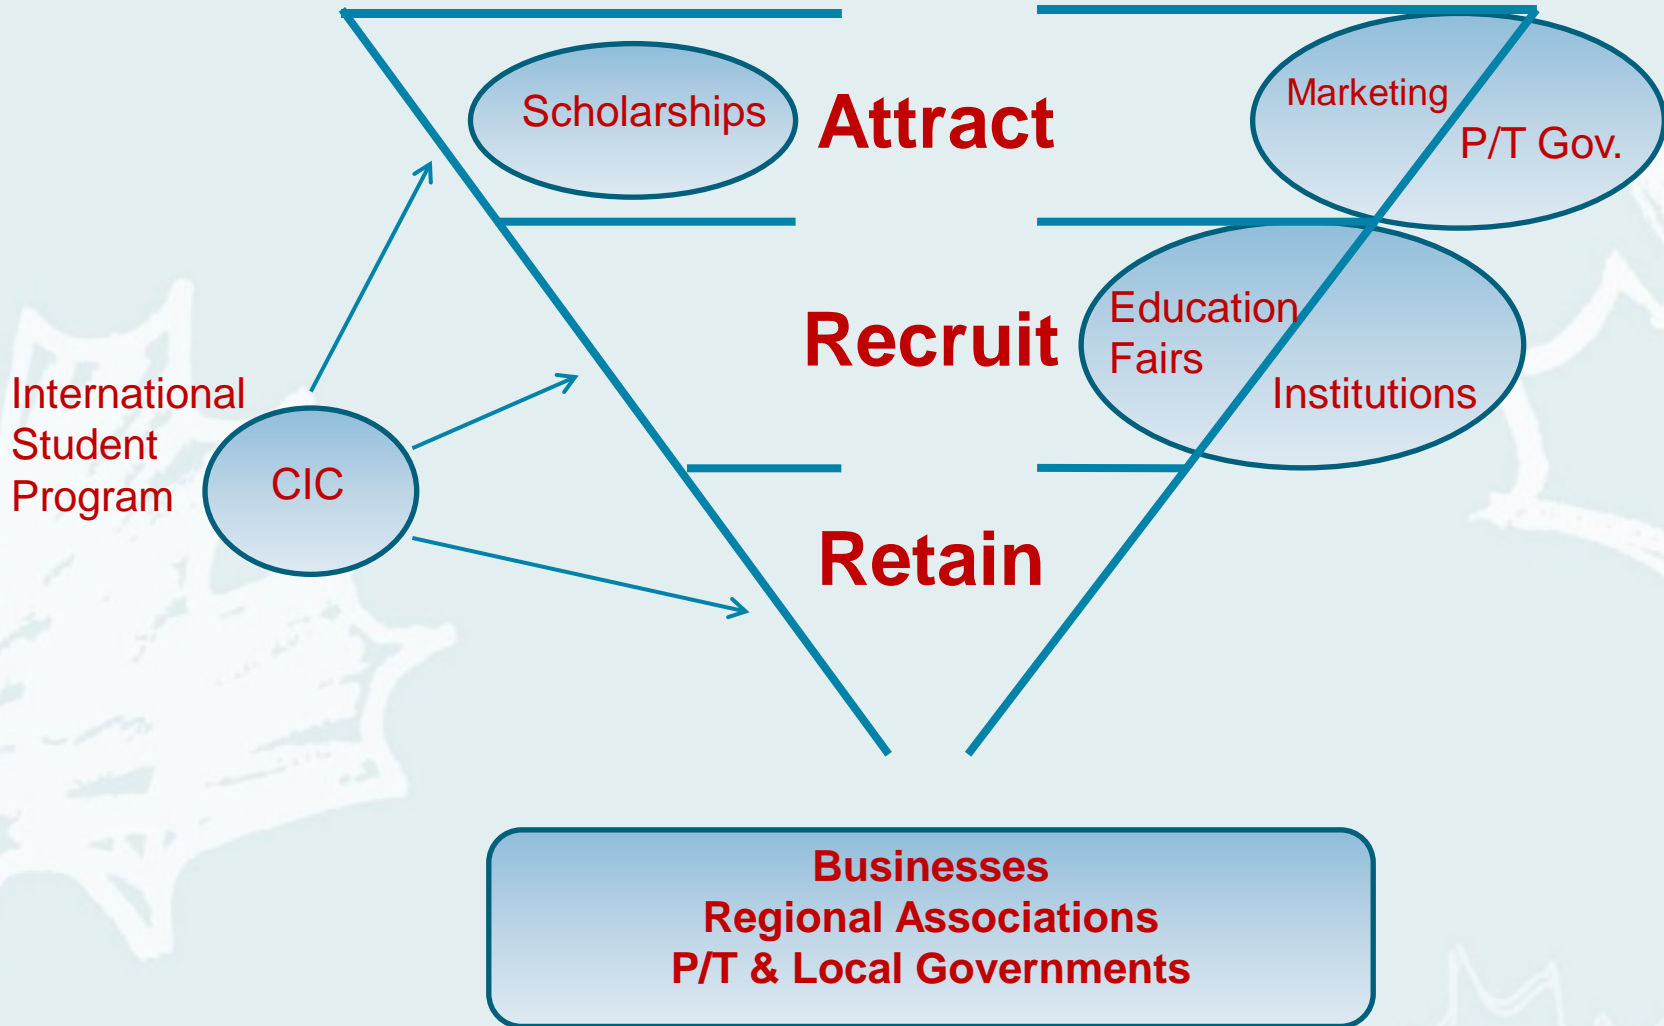 Scholarships
Attract
Marketing
P/T Gov.
Recruit
Education
Fairs
Institutions
International
Student
Program
CIC
Retain
Businesses
Regional Associations
P/T & Local Governments